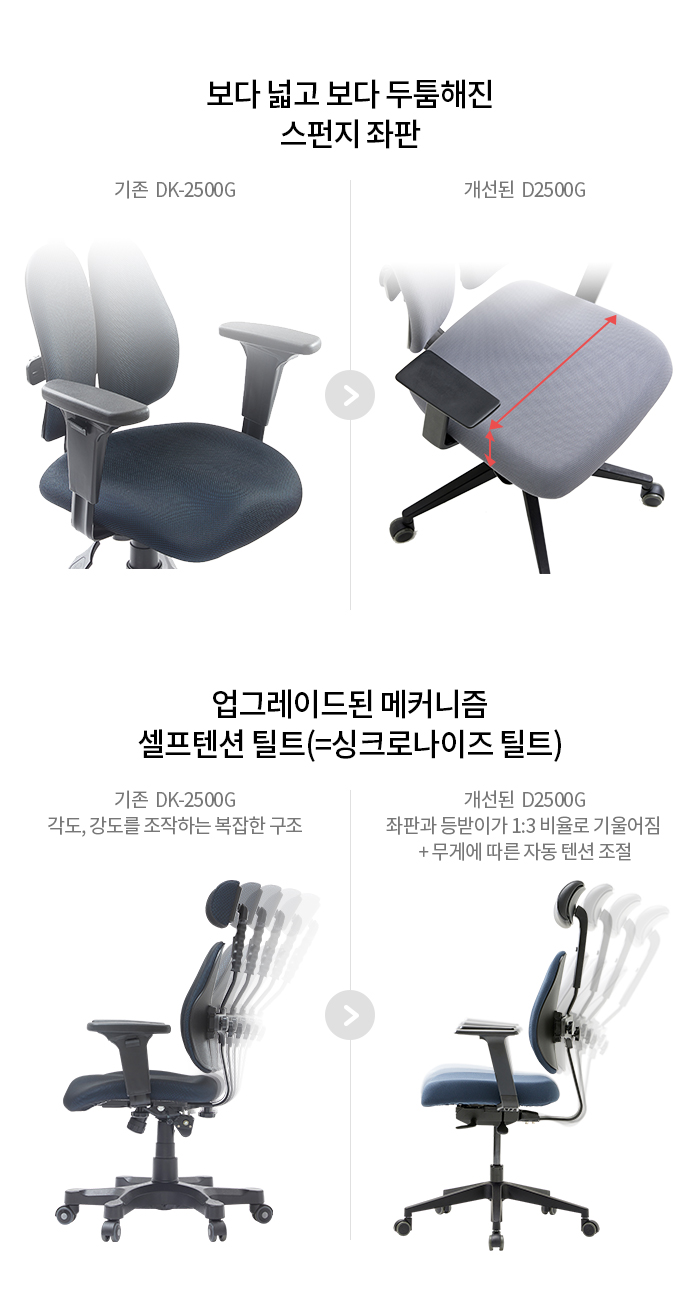 보다 넓고 보다 두툼해진
스펀지 좌판
기존 DK-2500G
개선된 D2500G
업그레이드된 메커니즘
셀프텐션 틸트(=싱크로나이즈 틸트)
기존 DK-2500G
각도, 강도를 조작하는 복잡한 구조
개선된 D2500G
좌판과 등받이가 1:3 비율로 기울어짐
+ 무게에 따른 자동 텐션 조절